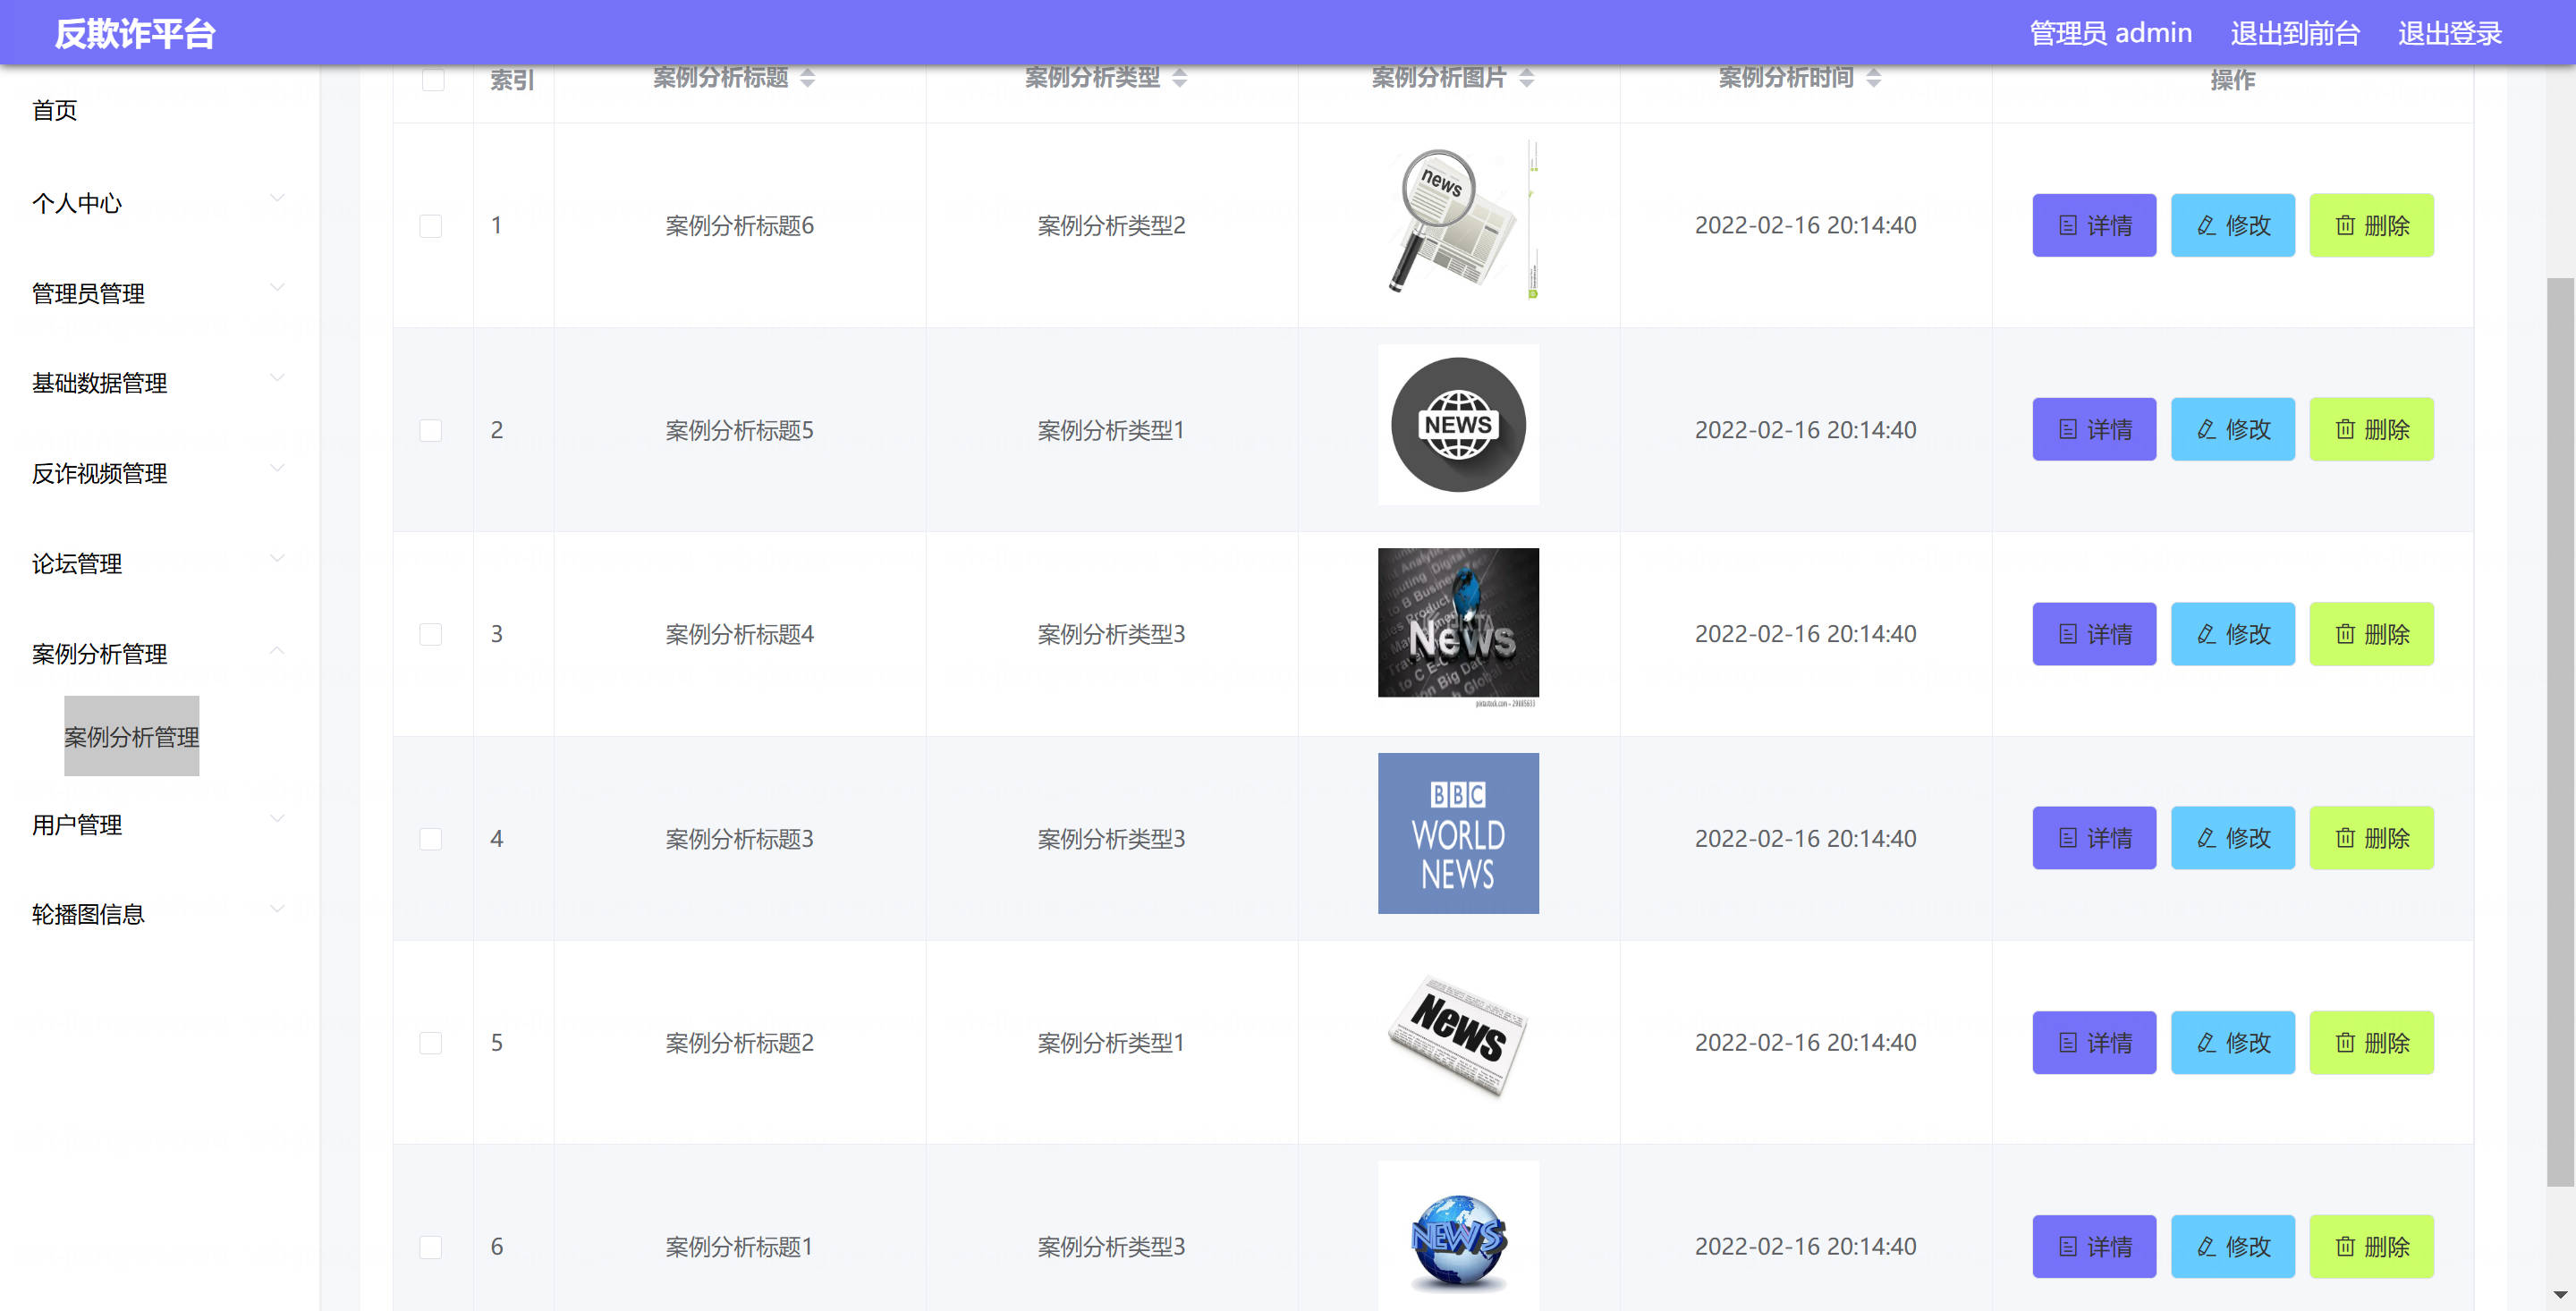 反欺诈平台
管理员 admin 退出到前台 退出登录
索引 案例分析标题 案例分析类型 案例分析图片 案例分析时间 操作
首页
个人中心
管理员管理
基础数据管理
反诈视频管理
论坛管理
案例分析管理
案例分析管理
用户管理
轮播图信息
1 案例分析标题6 案例分析类型2 news 2022-02-16 20:14:40 详情 修改 删除
2 案例分析标题5 案例分析类型1 NEWS 2022-02-16 20:14:40 详情 修改 删除
3 案例分析标题4 案例分析类型3 News 2022-02-16 20:14:40 详情 修改 删除
4 案例分析标题3 案例分析类型3 BBC WORLD NEWS 2022-02-16 20:14:40 详情 修改 删除
5 案例分析标题2 案例分析类型1 News 2022-02-16 20:14:40 详情 修改 删除
6 案例分析标题1 案例分析类型3 NEWS 2022-02-16 20:14:40 详情 修改 删除